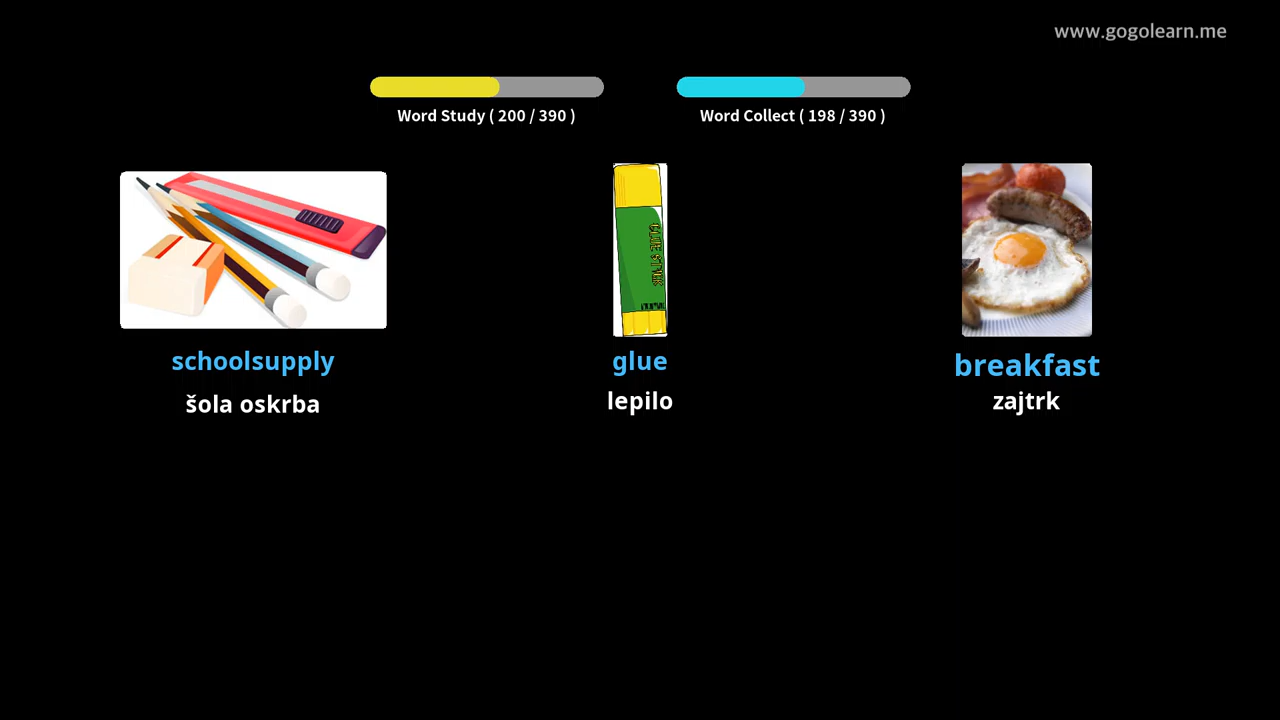 www.gogolearn.me
Word Study ( 200 / 390 )
Word Collect ( 198 / 390 )
schoolsupply
glue
breakfast
šola oskrba
lepilo
zajtrk